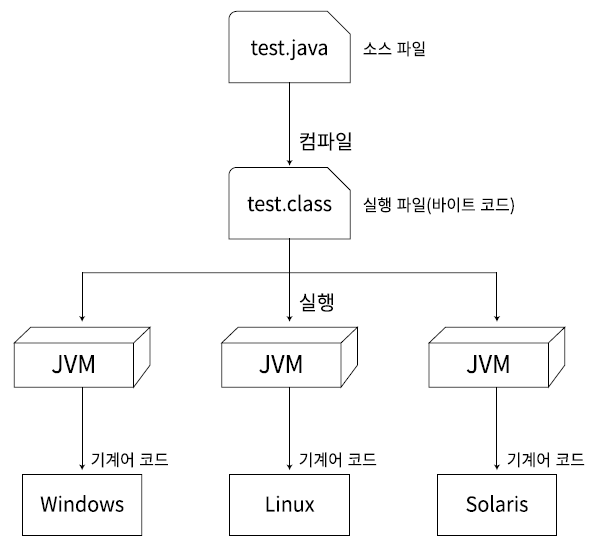 test.java
소스 파일
컴파일
test.class
실행 파일(바이트 코드)
실행
JVM
JVM
JVM
기계어 코드
기계어 코드
기계어 코드
Windows
Linux
Solaris